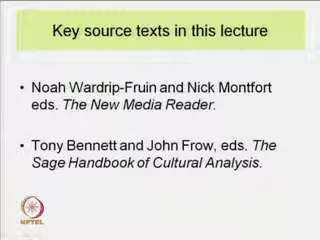 Key source texts in this lecture
• Noah Wardrip-Fruin and Nick Montfort
eds. The New Media Reader.
• Tony Bennett and John Frow, eds. The
Sage Handbook of Cultural Analysis.
NPTEL